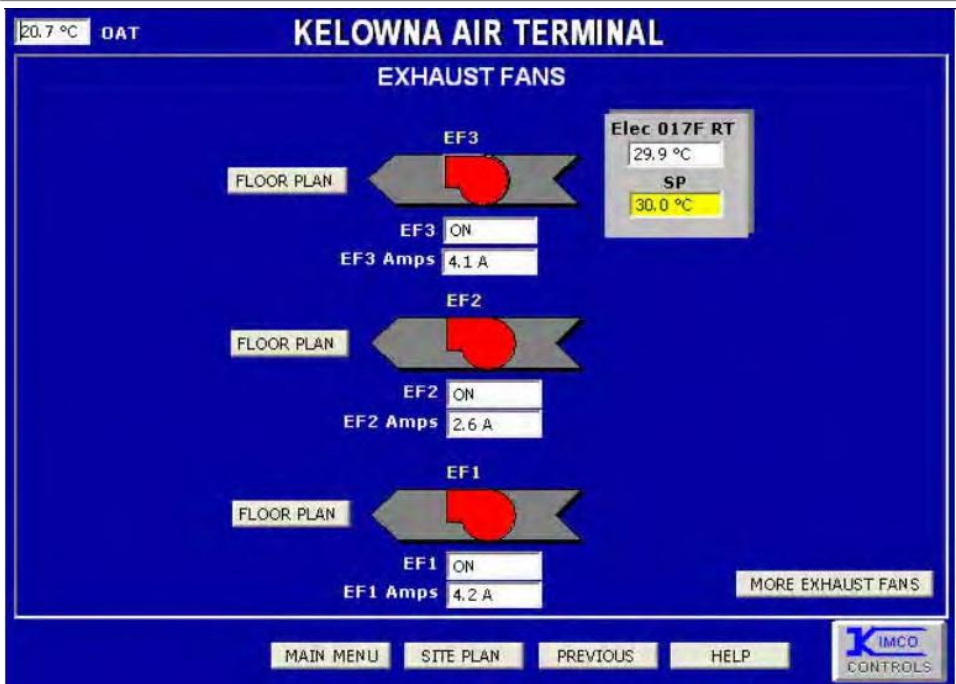 20.7 °C OAT
KELOWNA AIR TERMINAL
EXHAUST FANS
EF3
Elec 017F RT
29.9 °C
SP
30.0 °C
FLOOR PLAN
EF3 ON
EF3 Amps 4.1 A
EF2
FLOOR PLAN
EF2 ON
EF2 Amps 2.6 A
EF1
FLOOR PLAN
EF1 ON
EF1 Amps 4.2 A
MORE EXHAUST FANS
MAIN MENU SITE PLAN PREVIOUS HELP
KIMCO
CONTROLS